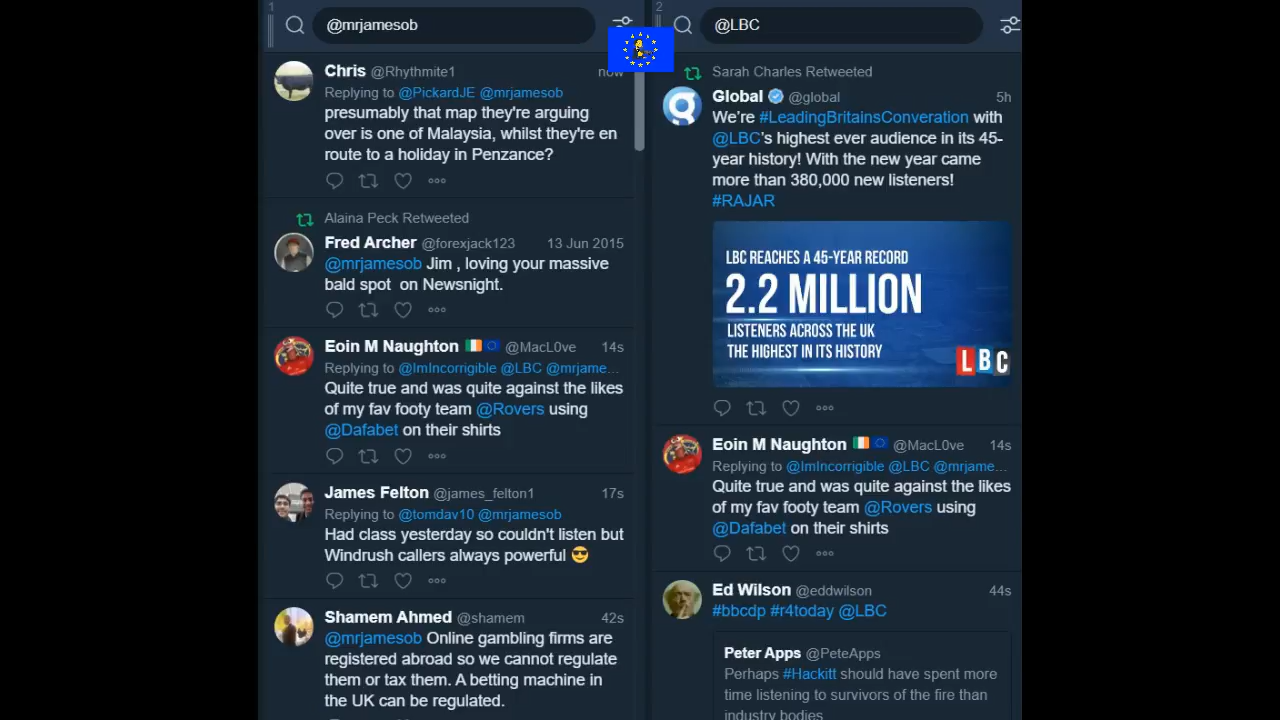 1
@mrjamesob
Chris @Rhythmite1 now
Replying to @PickardJE @mrjamesob
presumably that map they're arguing
over is one of Malaysia, whilst they're en
route to a holiday in Penzance?
Alaina Peck Retweeted
Fred Archer @forexjack123 13 Jun 2015
@mrjamesob Jim , loving your massive
bald spot on Newsnight.
Eoin M Naughton @MacL0ve 14s
Replying to @ImIncorrigible @LBC @mrjame...
Quite true and was quite against the likes
of my fav footy team @Rovers using
@Dafabet on their shirts
James Felton @james_felton1 17s
Replying to @tomdav10 @mrjamesob
Had class yesterday so couldn't listen but
Windrush callers always powerful 😎
Shamem Ahmed @shamem 42s
@mrjamesob Online gambling firms are
registered abroad so we cannot regulate
them or tax them. A betting machine in
the UK can be regulated.
2
@LBC
Sarah Charles Retweeted
Global @global 5h
We're #LeadingBritainsConveration with
@LBC's highest ever audience in its 45-
year history! With the new year came
more than 380,000 new listeners!
#RAJAR
LBC REACHES A 45-YEAR RECORD
2.2 MILLION
LISTENERS ACROSS THE UK
THE HIGHEST IN ITS HISTORY
LBC
Eoin M Naughton @MacL0ve 14s
Replying to @ImIncorrigible @LBC @mrjame...
Quite true and was quite against the likes
of my fav footy team @Rovers using
@Dafabet on their shirts
Ed Wilson @eddwilson 44s
#bbcdp #r4today @LBC
Peter Apps @PeteApps
Perhaps #Hackitt should have spent more
time listening to survivors of the fire than
industry bodies